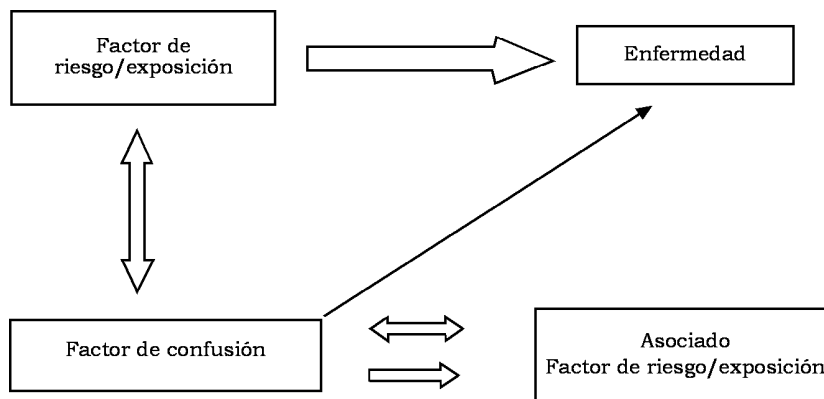 Factor de
riesgo/exposición
Enfermedad
Factor de confusión
Asociado
Factor de riesgo/exposición